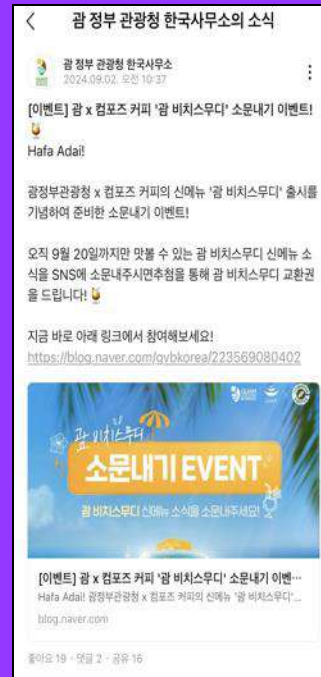 괌 정부 관광청 한국사무소의 소식
괌 정부 관광청 한국사무소
2024.09.02. 오전 10:37
[이벤트] 괌 x 컴포즈 커피 '괌 비치스무디' 소문내기 이벤트!
Hafa Adai!
괌정부관광청 x 컴포즈 커피의 신메뉴 '괌 비치스무디' 출시를
기념하여 준비한 소문내기 이벤트!
오직 9월 20일까지만 맛볼 수 있는 괌 비치스무디 신메뉴 소
식을 SNS에 소문내주시면추첨을 통해 괌 비치스무디 교환권
을 드립니다!
지금 바로 아래 링크에서 참여해보세요!
https://blog.naver.com/gvbkorea/223569080402
괌 비치스무디
소문내기 EVENT
괌 비치스무디 신메뉴 소식을 소문내주세요!
[이벤트] 괌 x 컴포즈 커피 '괌 비치스무디' 소문내기 이벤…
Hafa Adai! 괌정부관광청 x 컴포즈 커피의 신메뉴 '괌 비치스무디'...
blog.naver.com
좋아요 19 · 댓글 2 · 공유 16